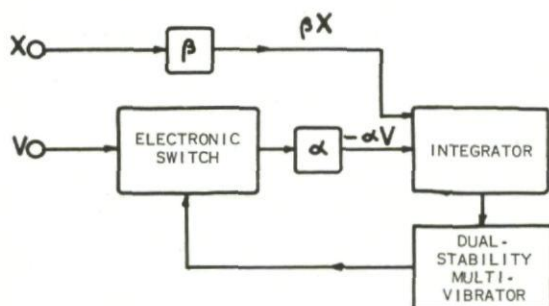 X
β
βX
V
ELECTRONIC
SWITCH
α
-αV
INTEGRATOR
DUAL-
STABILITY
MULTI-
VIBRATOR